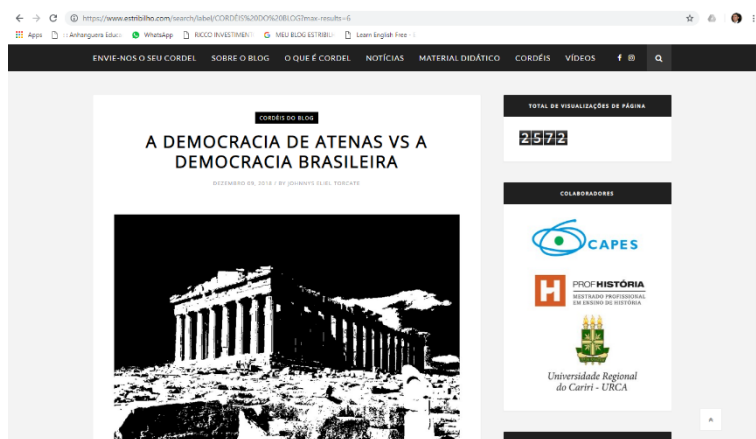 https://www.estribilho.com/search/label/CORDÉIS%20DO%20BLOG?max-results=6
Apps
WhatsApp
RICCO INVESTIMEN
MEU BLOG ESTRIBIL
Learn English Free -
ENVIE-NOS O SEU CORDEL SOBRE O BLOG O QUE É CORDEL NOTÍCIAS MATERIAL DIDÁTICO CORDÉIS VÍDEOS
CORDÉIS DO BLOG
A DEMOCRACIA DE ATENAS VS A
DEMOCRACIA BRASILEIRA
DEZEMBRO 09, 2018 / BY JOHNNYS ELIEL TORCATE
TOTAL DE VISUALIZAÇÕES DE PÁGINA
2572
COLABORADORES
CAPES
H PROFHISTÓRIA
MESTRADO PROFISSIONAL
EM ENSINO DE HISTÓRIA
Universidade Regional
do Cariri - URCA